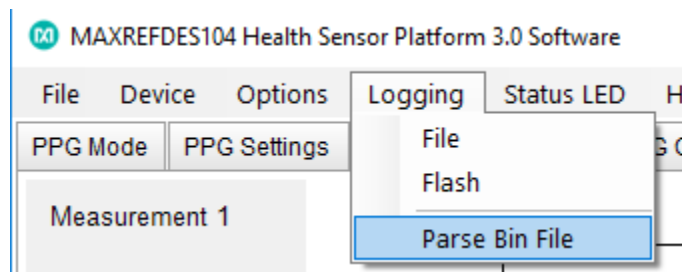 MAXREFDES104 Health Sensor Platform 3.0 Software
File Device Options Logging Status LED
PPG Mode PPG Settings File
Flash
Measurement 1
Parse Bin File